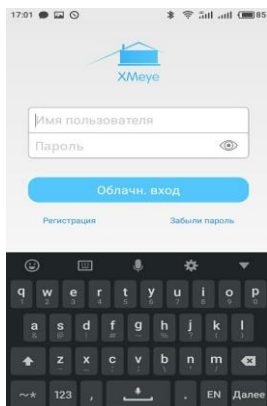 17:01 85
XMeye
Имя пользователя
Пароль
Облачн. вход
Регистрация Забыли пароль
q w e r t y u i o p
a s d f g h j k l
z x c v b n m
~* 123 , . EN Далее